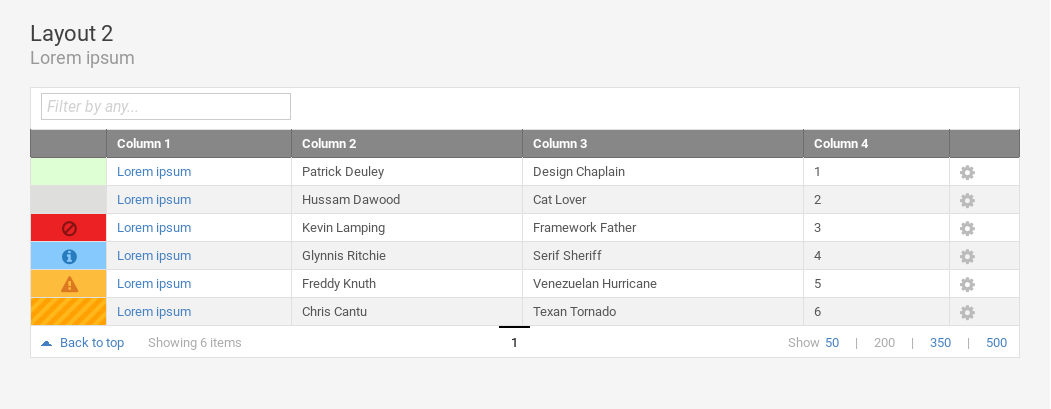 Layout 2
Lorem ipsum
Filter by any...
Column 1 Column 2 Column 3 Column 4
Lorem ipsum Patrick Deuley Design Chaplain 1
Lorem ipsum Hussam Dawood Cat Lover 2
Lorem ipsum Kevin Lamping Framework Father 3
Lorem ipsum Glynnis Ritchie Serif Sheriff 4
Lorem ipsum Freddy Knuth Venezuelan Hurricane 5
Lorem ipsum Chris Cantu Texan Tornado 6
Back to top Showing 6 items 1 Show 50 | 200 | 350 | 500